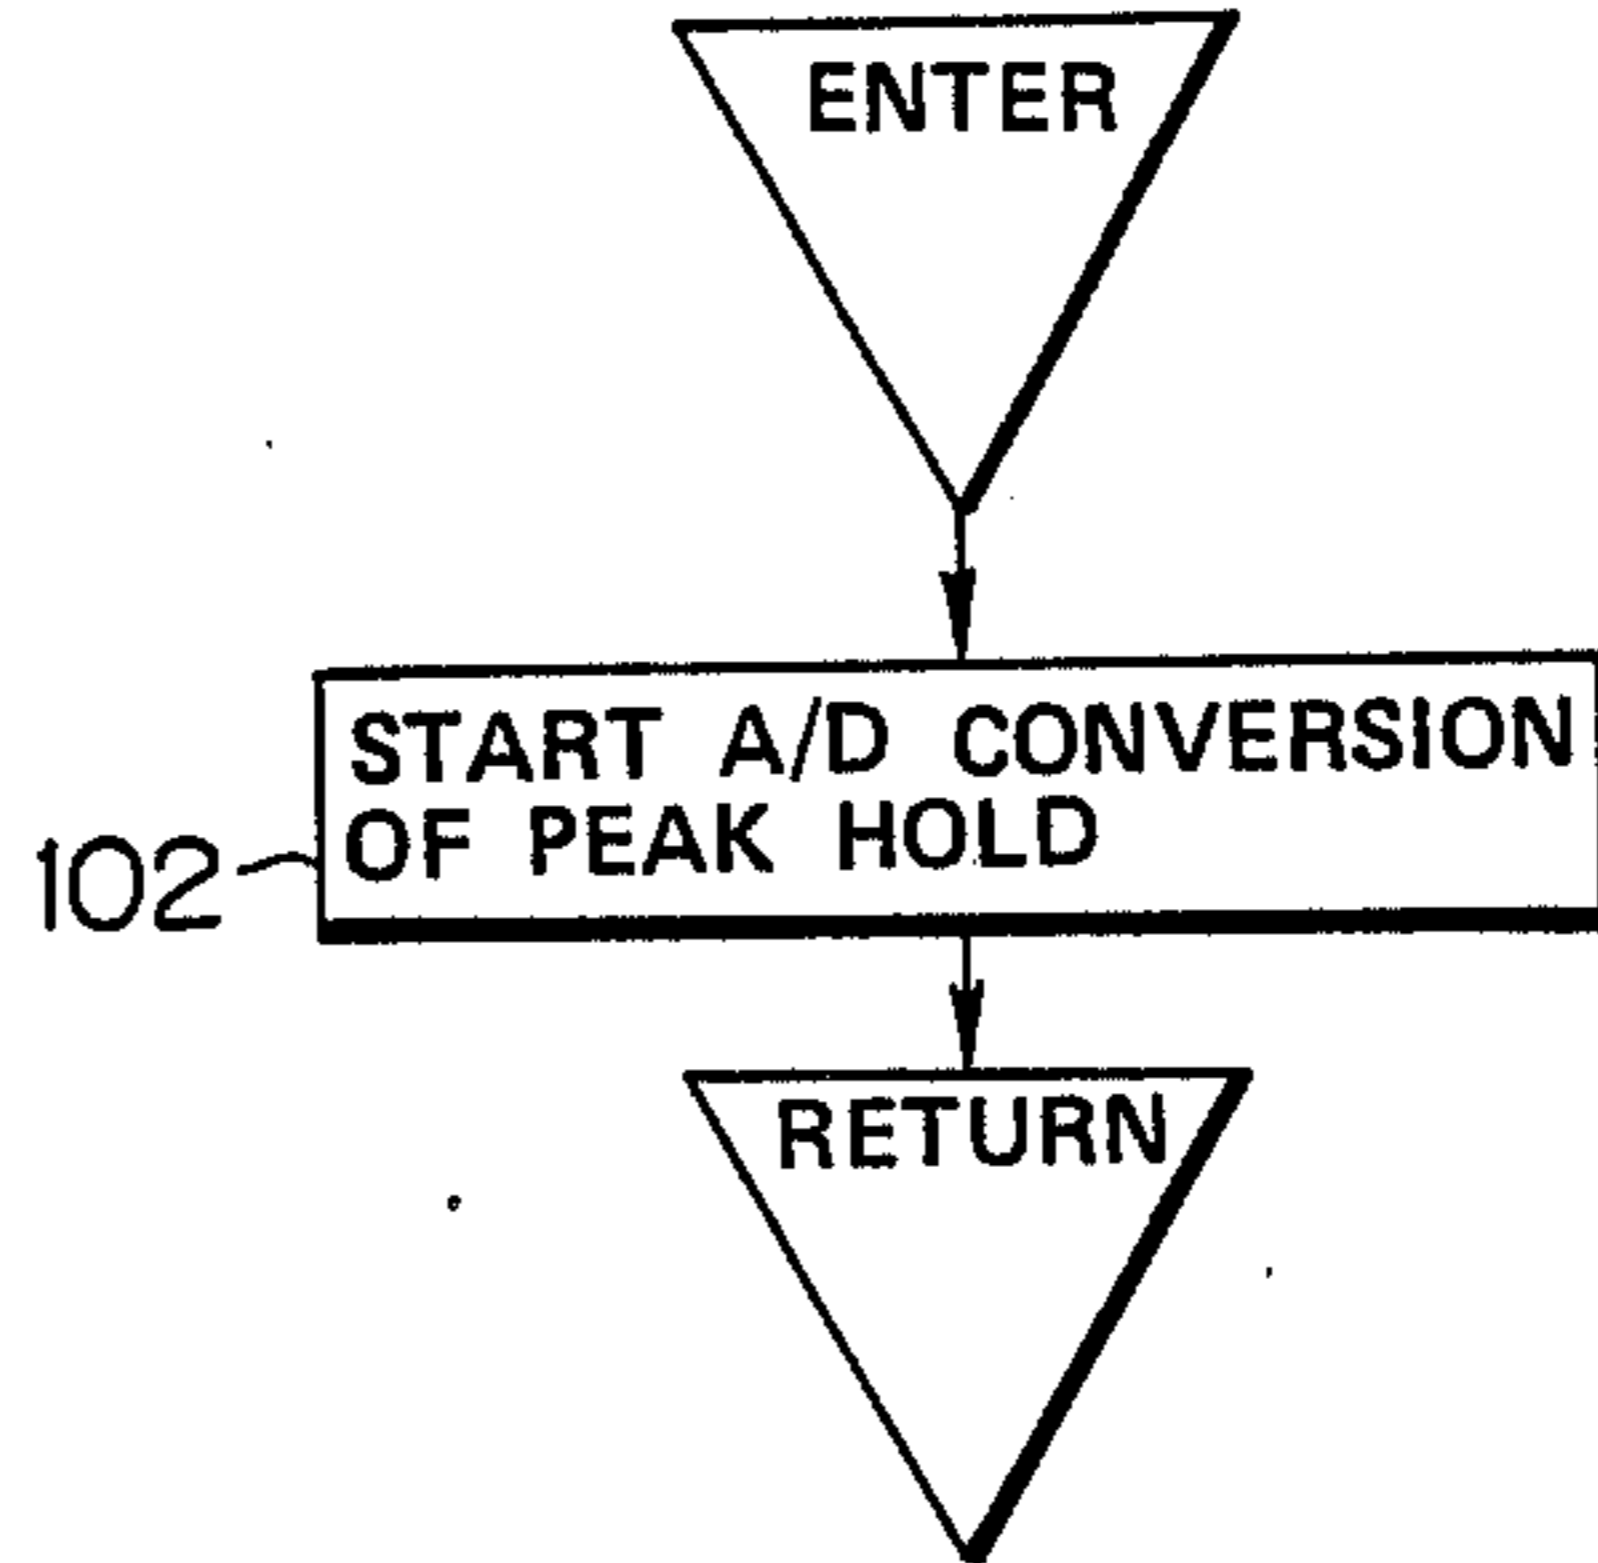 ENTER
START A/D CONVERSION
OF PEAK HOLD
102
RETURN